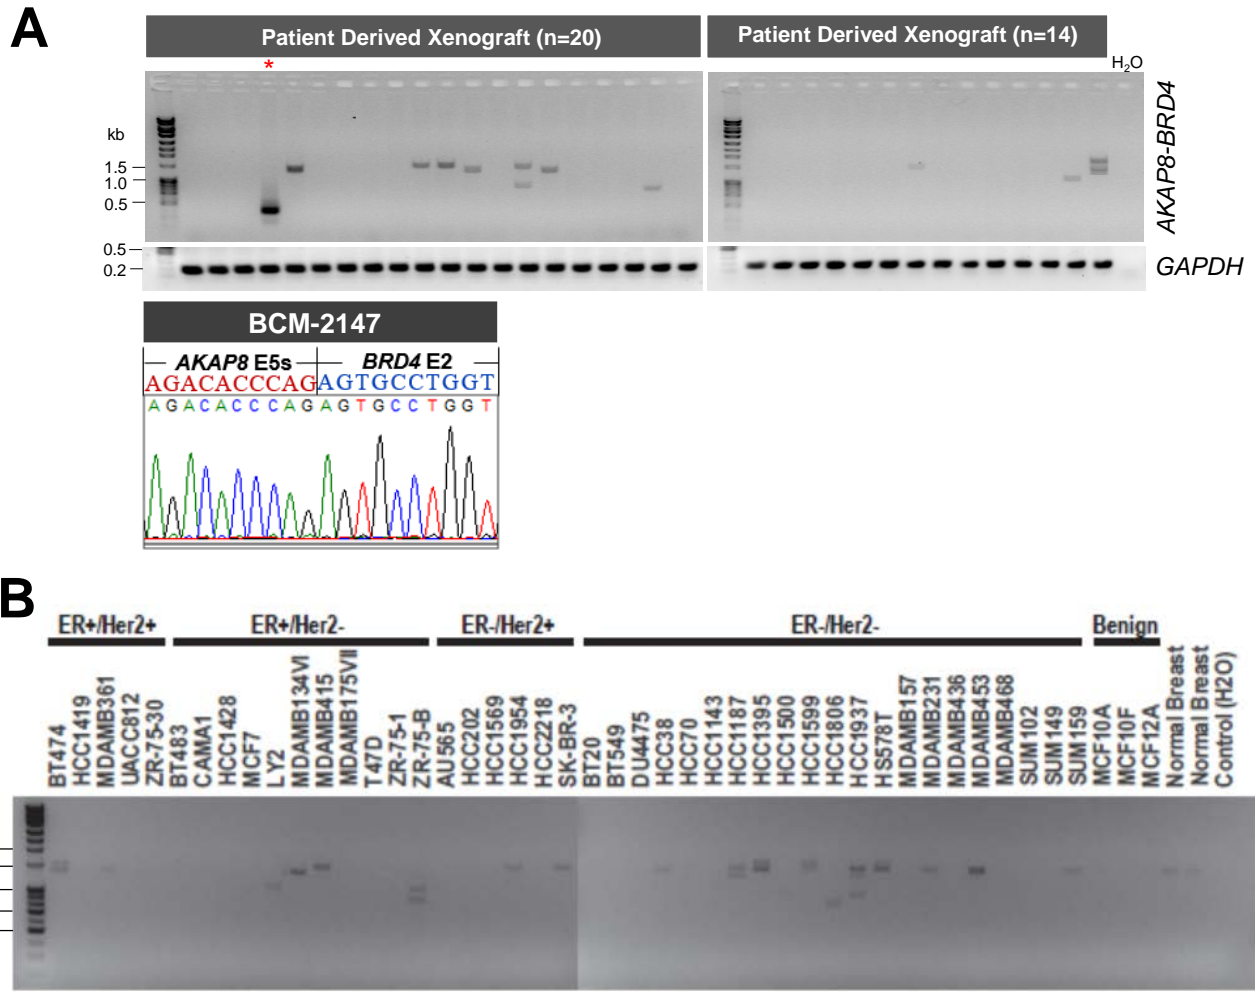 A
Patient Derived Xenograft (n=20)
Patient Derived Xenograft (n=14)
*
H2O
kb
1.5
1.0
0.5
AKAP8-BRD4
0.5
0.2
GAPDH
BCM-2147
AKAP8 E5s BRD4 E2
AGACACCCAGAGTGCCTGGT
AGACACCCAGAGTGCCTGGT
B
ER+/Her2+ ER+/Her2- ER-/Her2+ ER-/Her2- Benign
BT474
HCC1419
MDAMB361
UACC812
ZR-75-30
BT483
CAMA1
HCC1428
MCF7
LY2
MDAMB134VI
MDAMB415
MDAMB175VII
T47D
ZR-75-1
ZR-75-B
AU565
HCC202
HCC1569
HCC1954
HCC2218
SK-BR-3
BT20
BT549
DU4475
HCC38
HCC70
HCC1143
HCC1187
HCC1395
HCC1500
HCC1599
HCC1806
HCC1937
HS578T
MDAMB157
MDAMB231
MDAMB436
MDAMB453
MDAMB468
SUM102
SUM149
SUM159
MCF10A
MCF10F
MCF12A
Normal Breast
Normal Breast
Control (H2O)